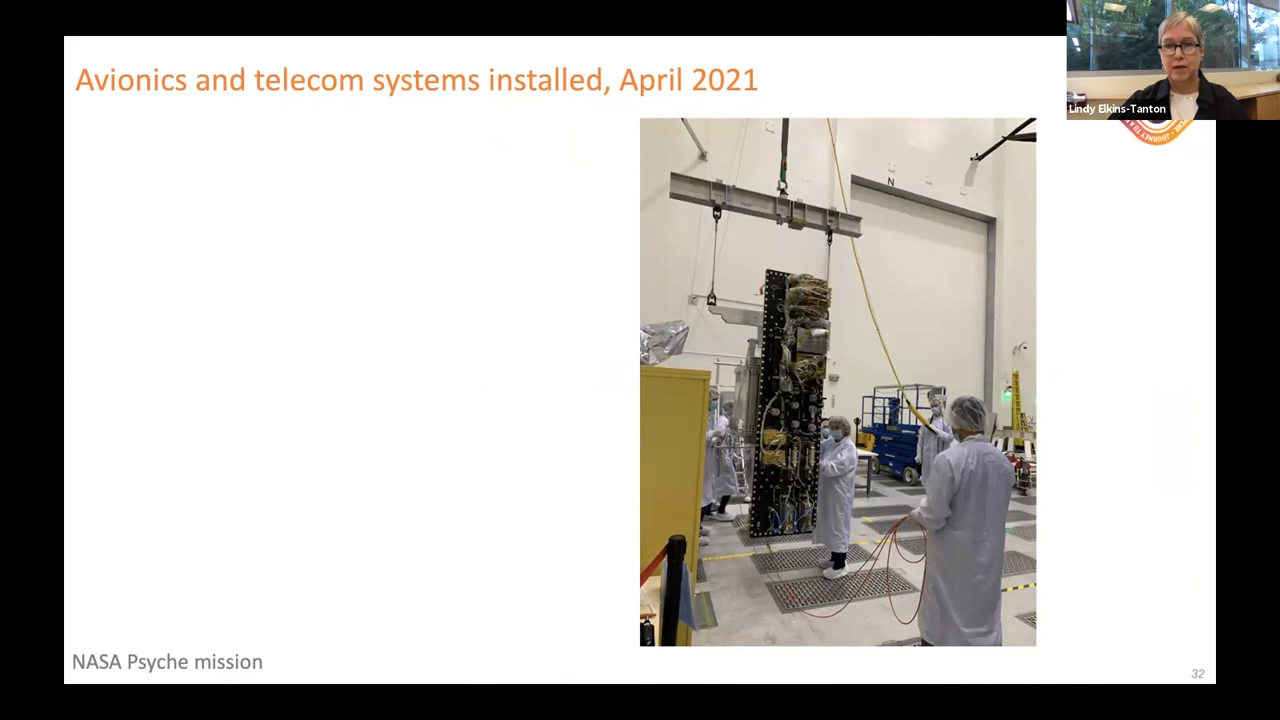 Avionics and telecom systems installed, April 2021
Lindy Elkins-Tanton
N
NASA Psyche mission
32